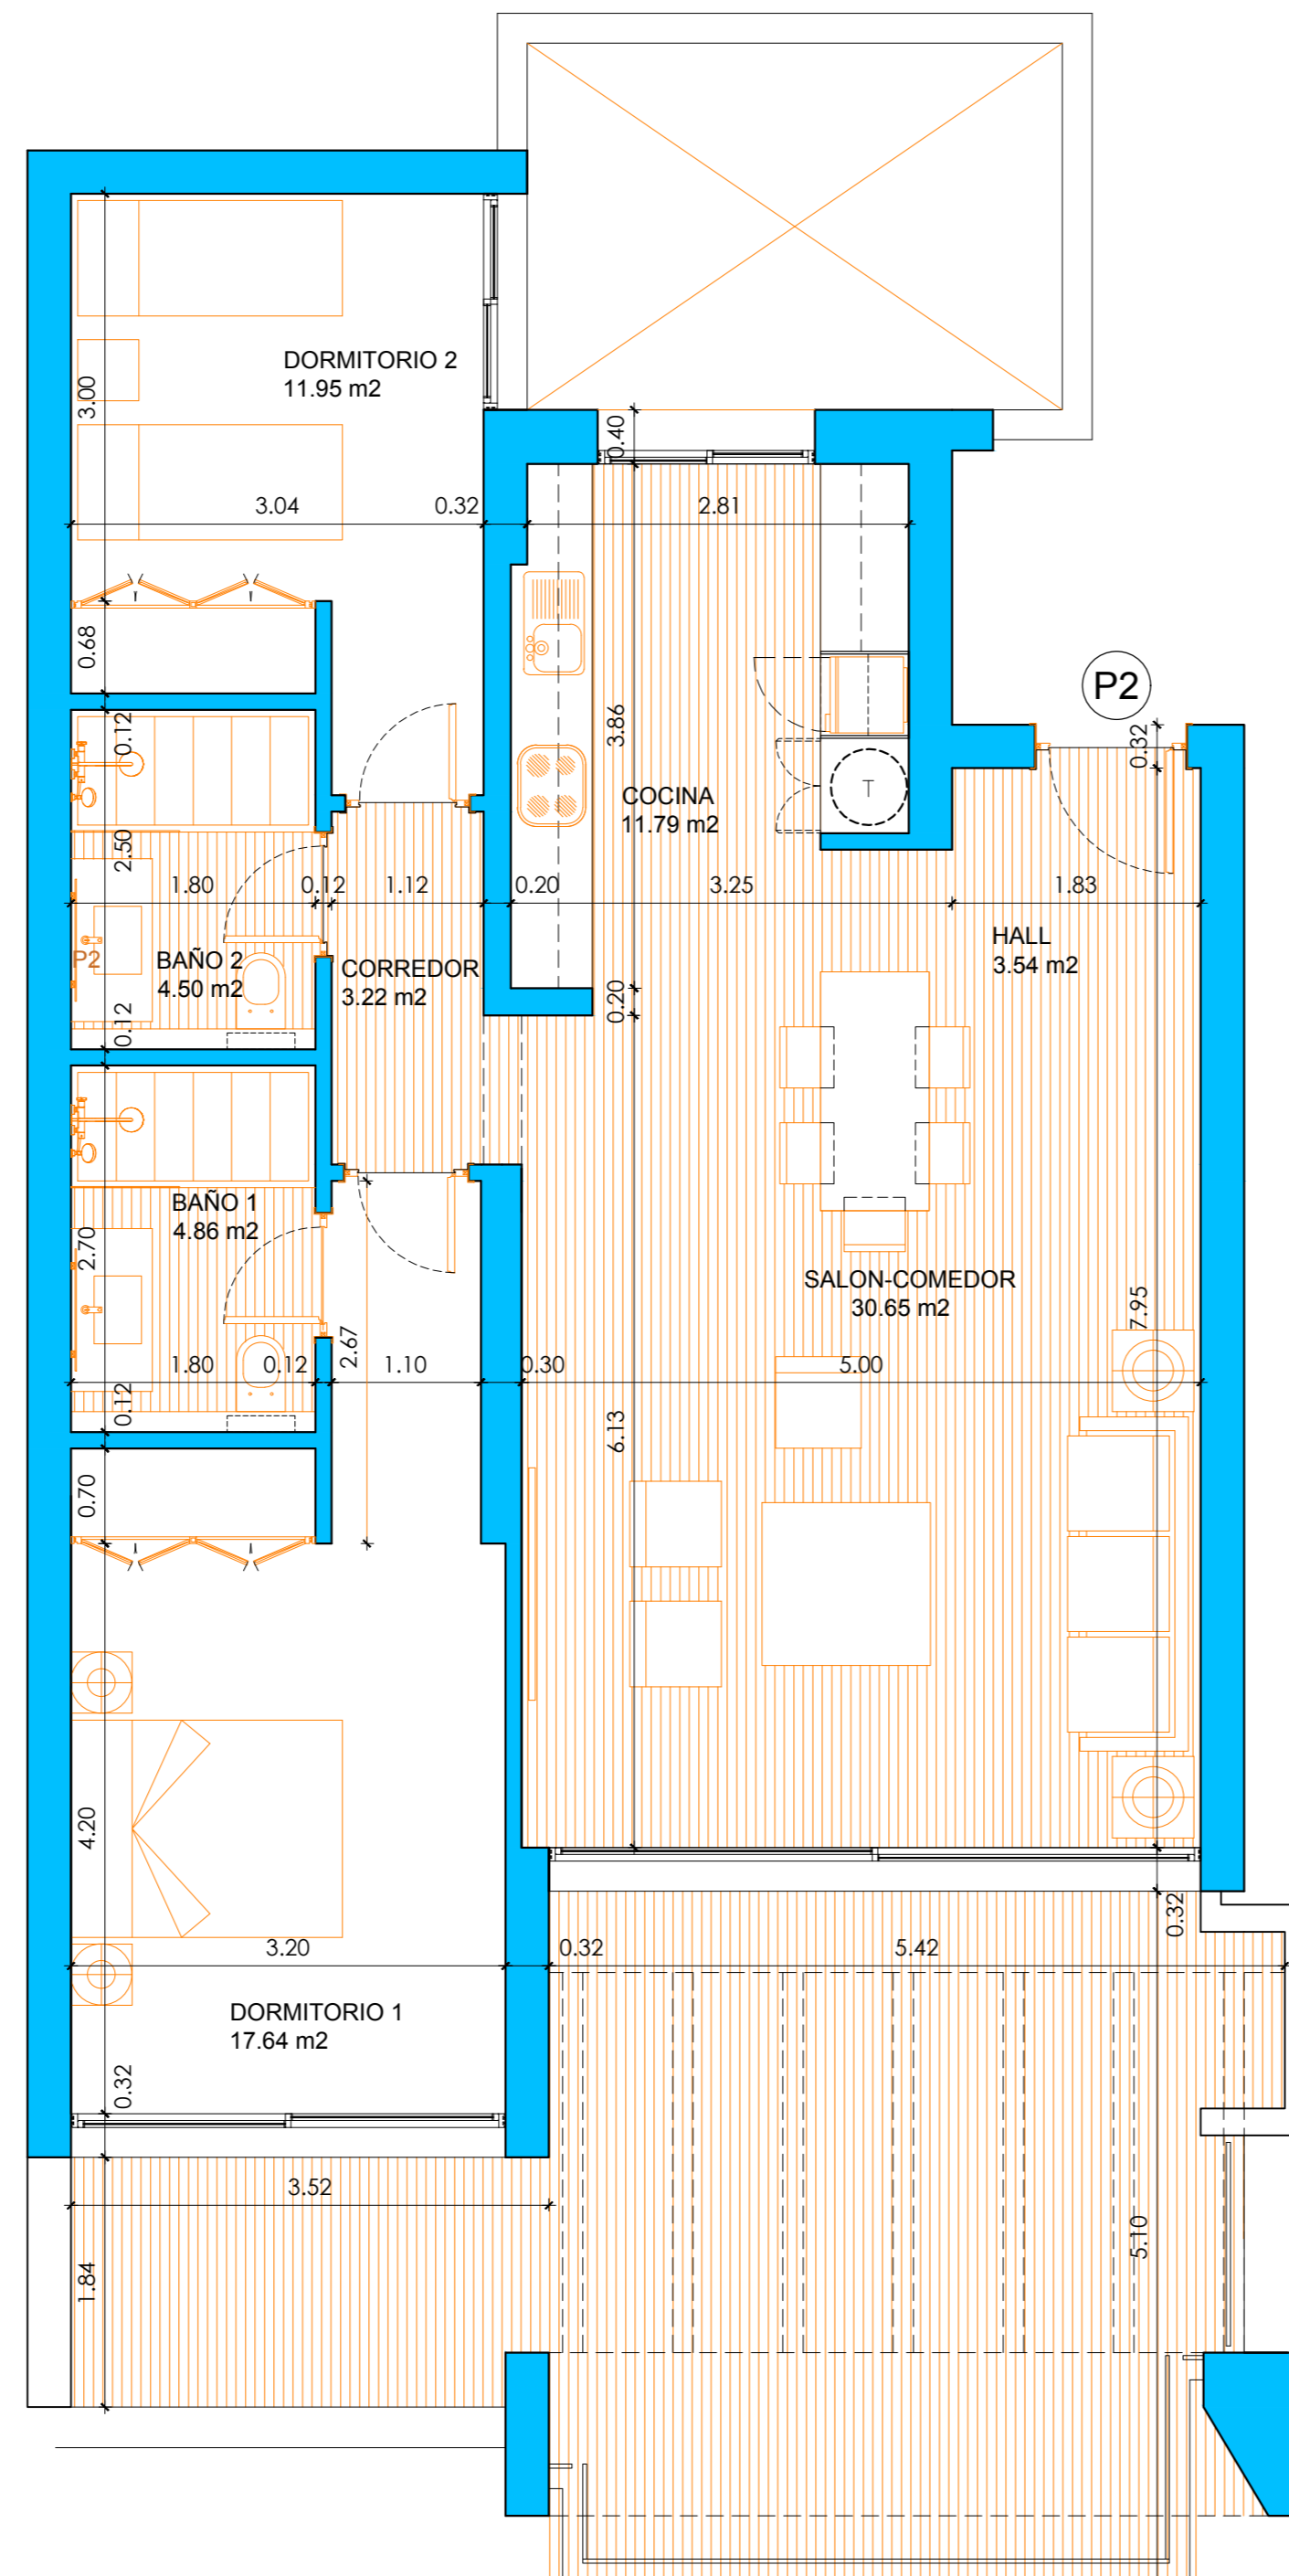 DORMITORIO 2
11.95 m2
3.00
0.40
3.04
0.32
2.81
0.68
P2
0.12
0.32
3.86
COCINA
11.79 m2
T
2.50
1.80
0.12
1.12
0.20
3.25
1.83
HALL
3.54 m2
P2
BAÑO 2
4.50 m2
CORREDOR
3.22 m2
0.20
0.12
BAÑO 1
4.86 m2
2.70
SALON-COMEDOR
30.65 m2
7.95
2.67
1.80
0.12
1.10
0.30
5.00
0.12
6.13
0.70
4.20
3.20
0.32
5.42
0.32
DORMITORIO 1
17.64 m2
0.32
3.52
5.10
1.84